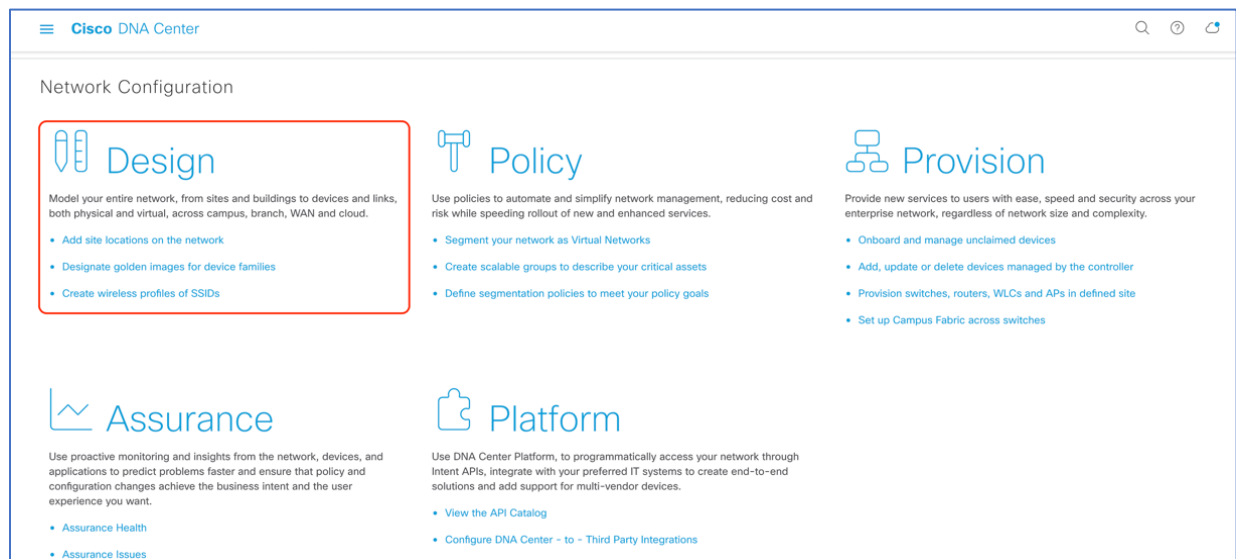 Cisco DNA Center
Network Configuration
Design
Model your entire network, from sites and buildings to devices and links,
both physical and virtual, across campus, branch, WAN and cloud.
• Add site locations on the network
• Designate golden images for device families
• Create wireless profiles of SSIDs
Policy
Use policies to automate and simplify network management, reducing cost and
risk while speeding rollout of new and enhanced services.
• Segment your network as Virtual Networks
• Create scalable groups to describe your critical assets
• Define segmentation policies to meet your policy goals
Provision
Provide new services to users with ease, speed and security across your
enterprise network, regardless of network size and complexity.
• Onboard and manage unclaimed devices
• Add, update or delete devices managed by the controller
• Provision switches, routers, WLCs and APs in defined site
• Set up Campus Fabric across switches
Assurance
Use proactive monitoring and insights from the network, devices, and
applications to predict problems faster and ensure that policy and
configuration changes achieve the business intent and the user
experience you want.
• Assurance Health
• Assurance Issues
Platform
Use DNA Center Platform, to programmatically access your network through
Intent APIs, integrate with your preferred IT systems to create end-to-end
solutions and add support for multi-vendor devices.
• View the API Catalog
• Configure DNA Center - to - Third Party Integrations